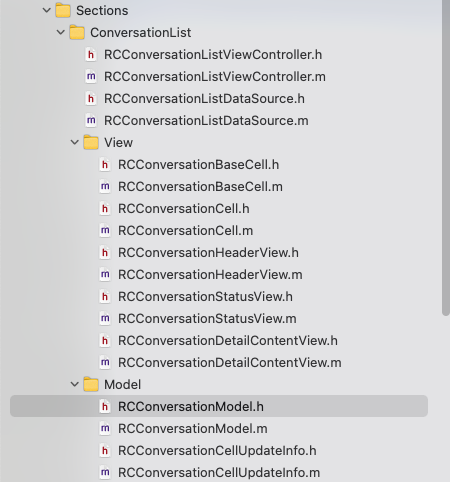 Sections
ConversationList
h RCConversationListViewController.h
m RCConversationListViewController.m
h RCConversationListDataSource.h
m RCConversationListDataSource.m
View
h RCConversationBaseCell.h
m RCConversationBaseCell.m
h RCConversationCell.h
m RCConversationCell.m
h RCConversationHeaderView.h
m RCConversationHeaderView.m
h RCConversationStatusView.h
m RCConversationStatusView.m
h RCConversationDetailContentView.h
m RCConversationDetailContentView.m
Model
h RCConversationModel.h
m RCConversationModel.m
h RCConversationCellUpdateInfo.h
m RCConversationCellUpdateInfo.m